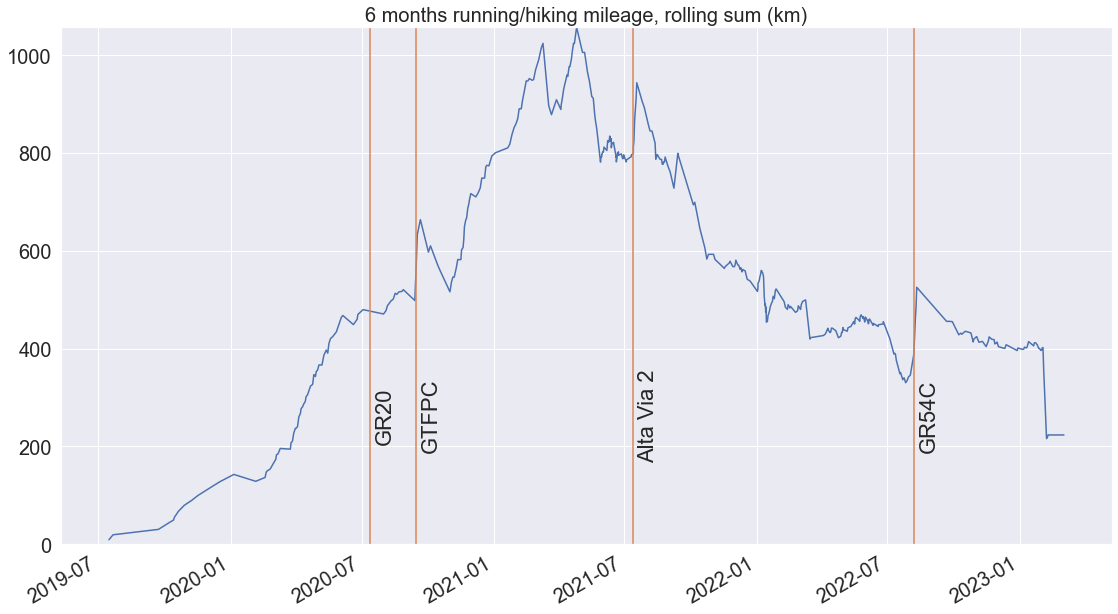 6 months running/hiking mileage, rolling sum (km)
1000
800
600
400
200
0
GR20
GTFPC
Alta Via 2
GR54C
2019-07
2020-01
2020-07
2021-01
2021-07
2022-01
2022-07
2023-01